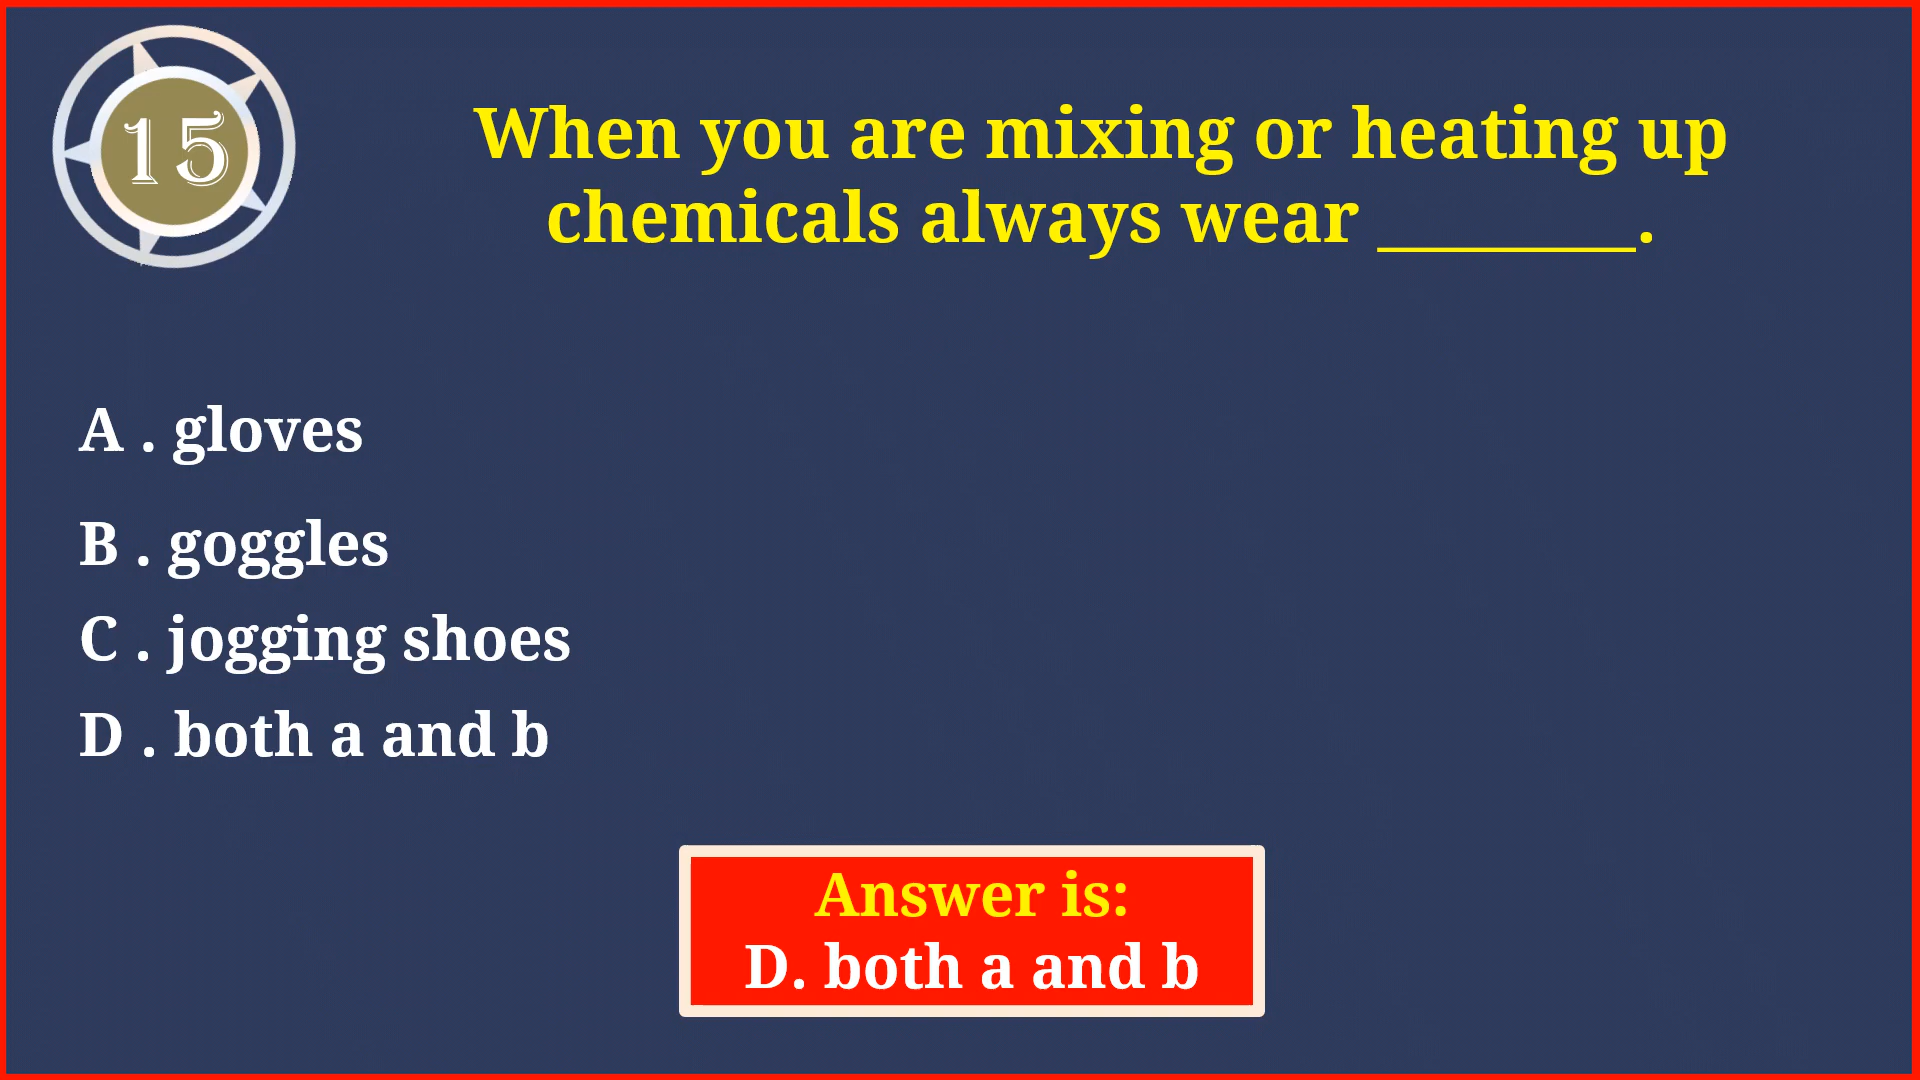 15
When you are mixing or heating up
chemicals always wear ________.
A . gloves
B . goggles
C . jogging shoes
D . both a and b
Answer is:
D. both a and b